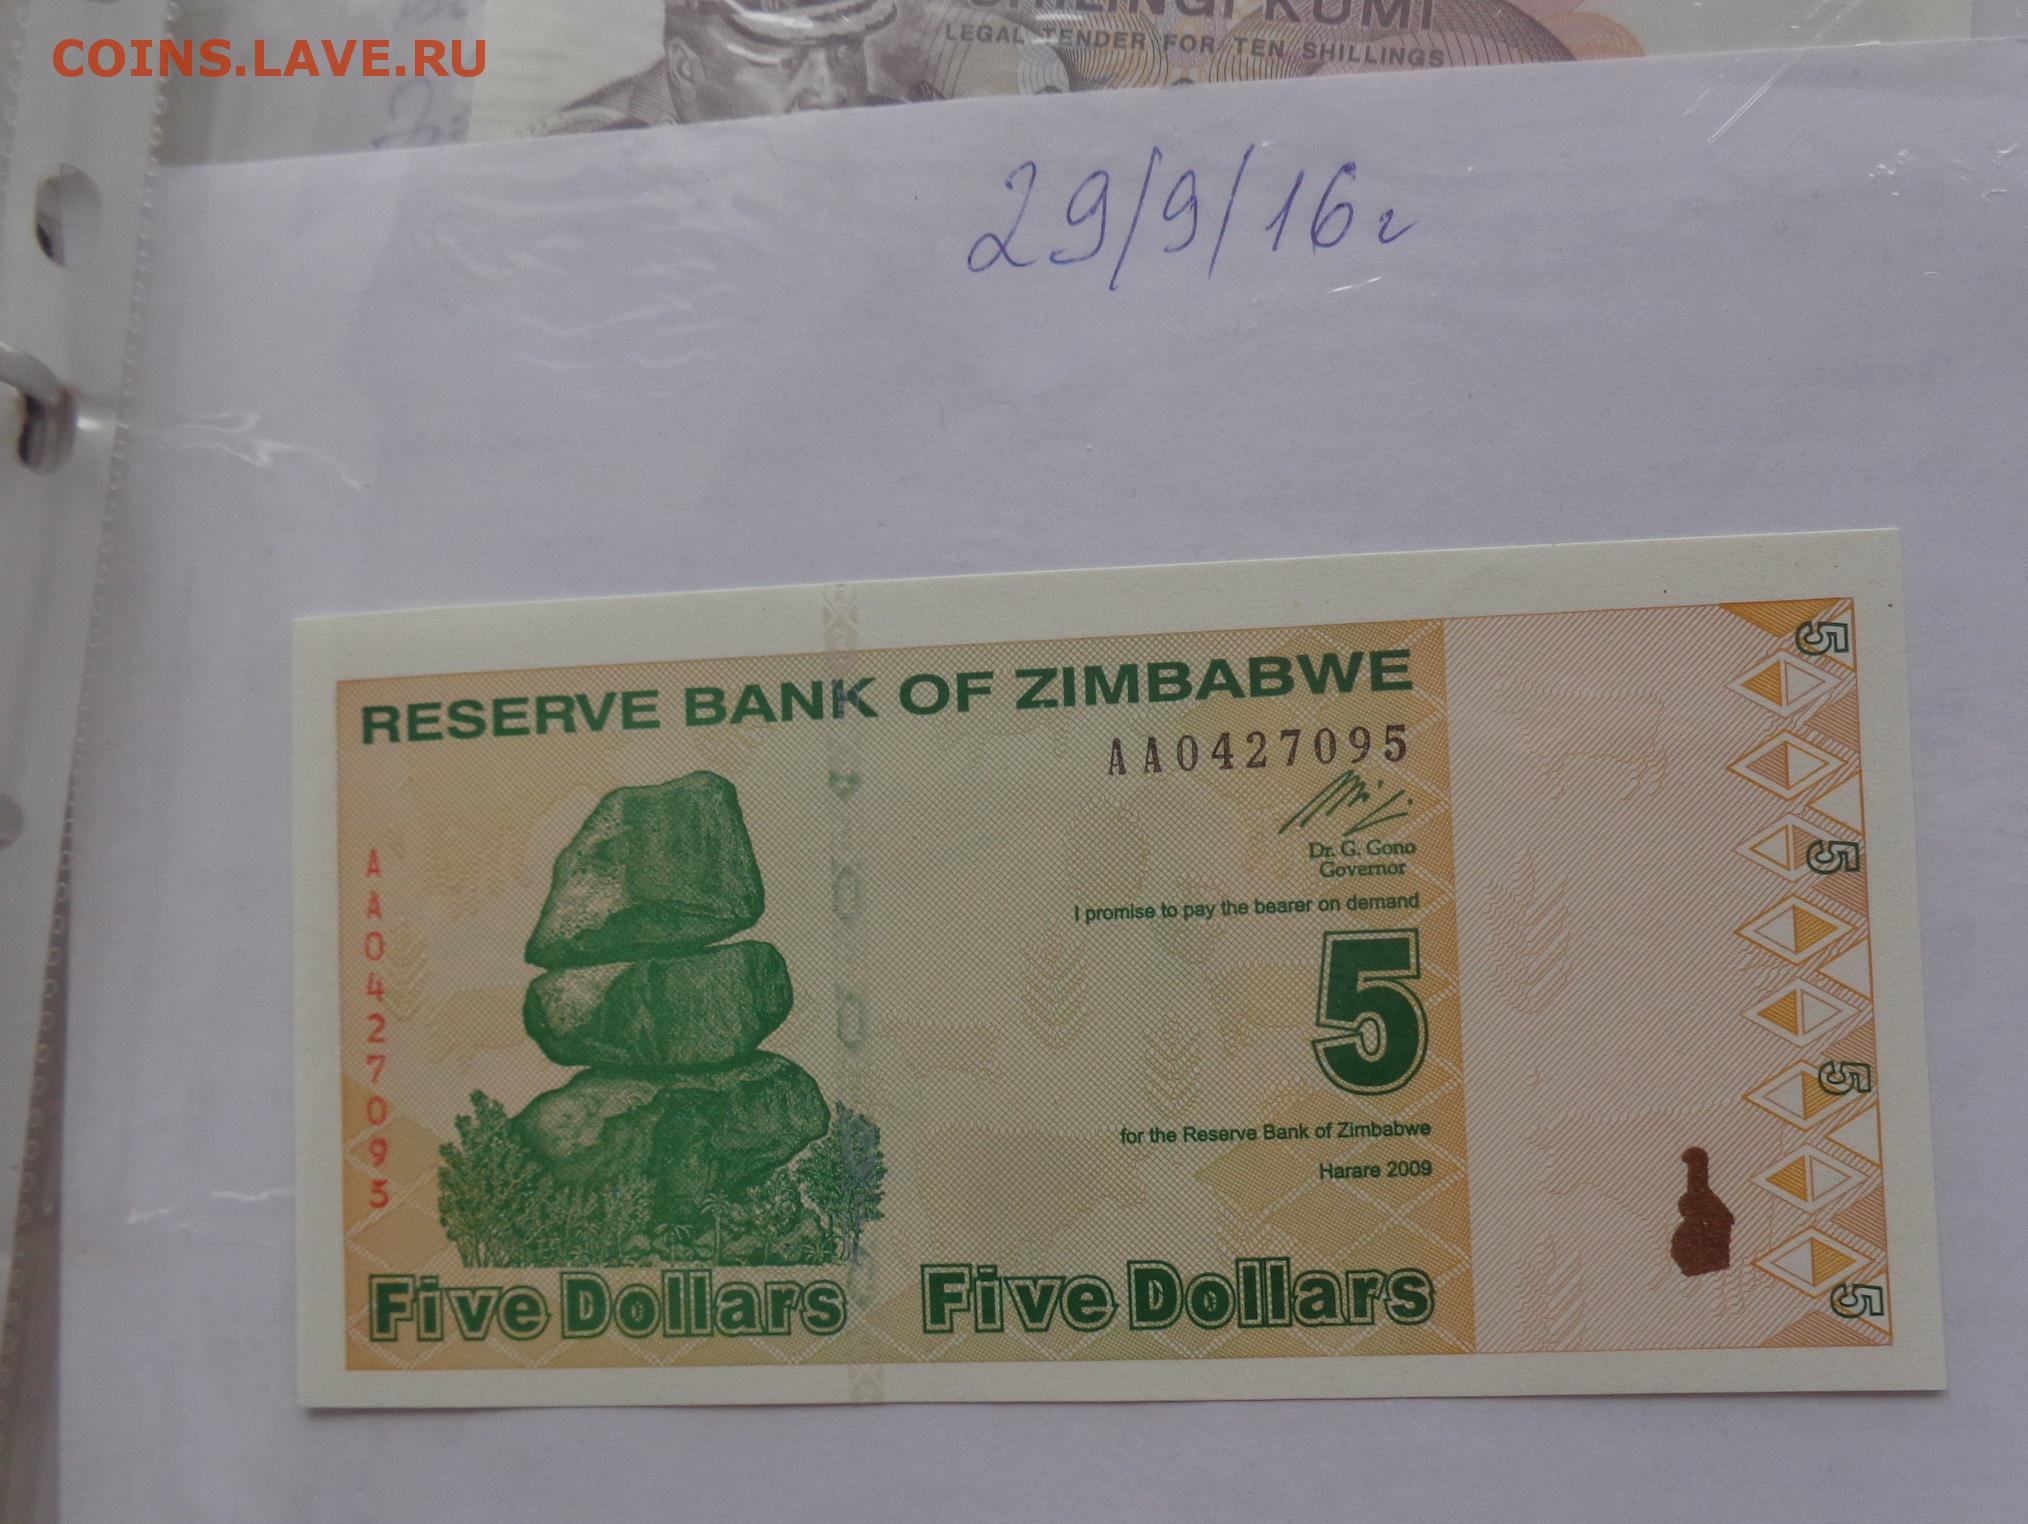 COINS.LAVE.RU
SHILINGI KUMI
LEGAL TENDER FOR TEN SHILLINGS
29/9/16г
RESERVE BANK OF ZIMBABWE
AA0427095
Dr. G. Gono
Governor
I promise to pay the bearer on demand
5
for the Reserve Bank of Zimbabwe
Harare 2009
AA0427095
Five Dollars Five Dollars
5
5
5
5